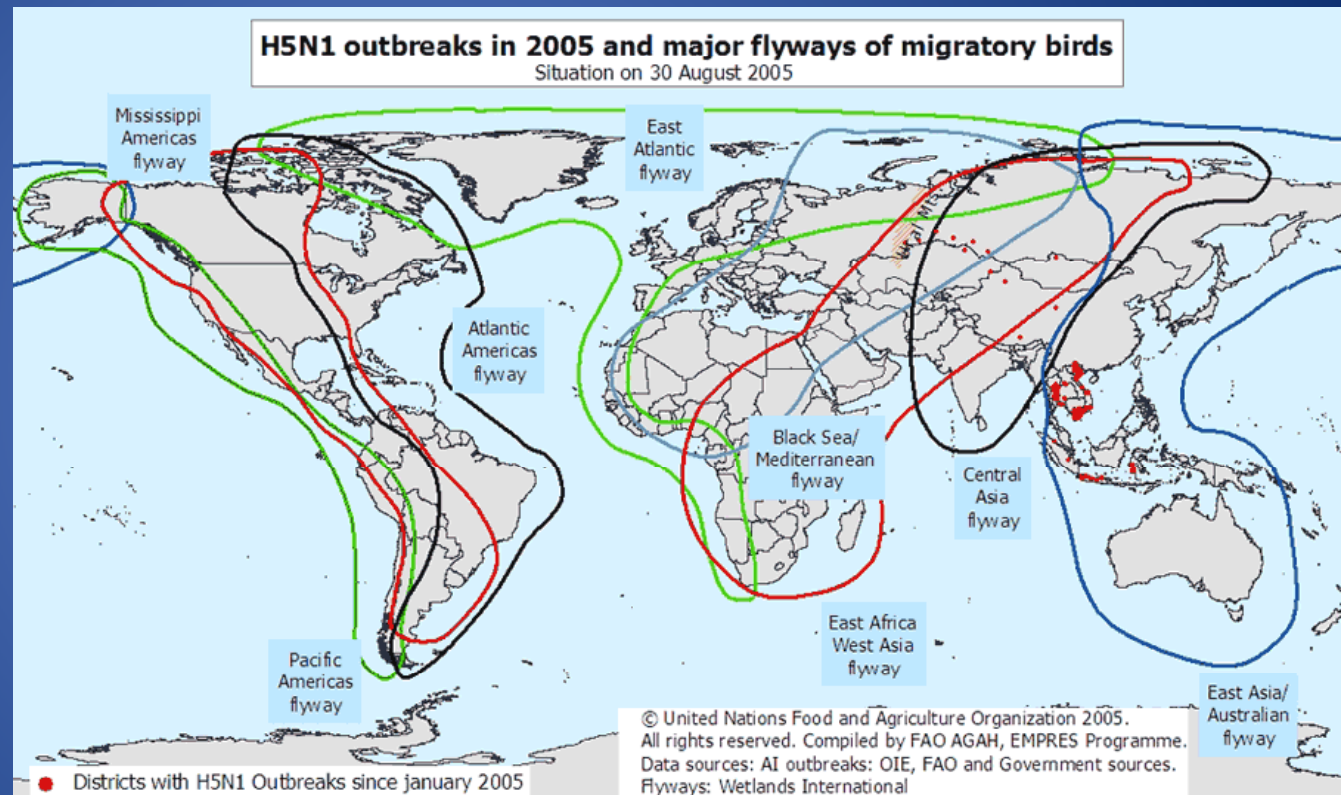 H5N1 outbreaks in 2005 and major flyways of migratory birds
Situation on 30 August 2005
Mississippi
Americas
flyway
East
Atlantic
flyway
Atlantic
Americas
flyway
Black Sea/
Mediterranean
flyway
Central
Asia
flyway
East Africa
West Asia
flyway
Pacific
Americas
flyway
East Asia/
Australian
flyway
© United Nations Food and Agriculture Organization 2005.
All rights reserved. Compiled by FAO AGAH, EMPRES Programme.
Data sources: AI outbreaks: OIE, FAO and Government sources.
Flyways: Wetlands International
Districts with H5N1 Outbreaks since january 2005